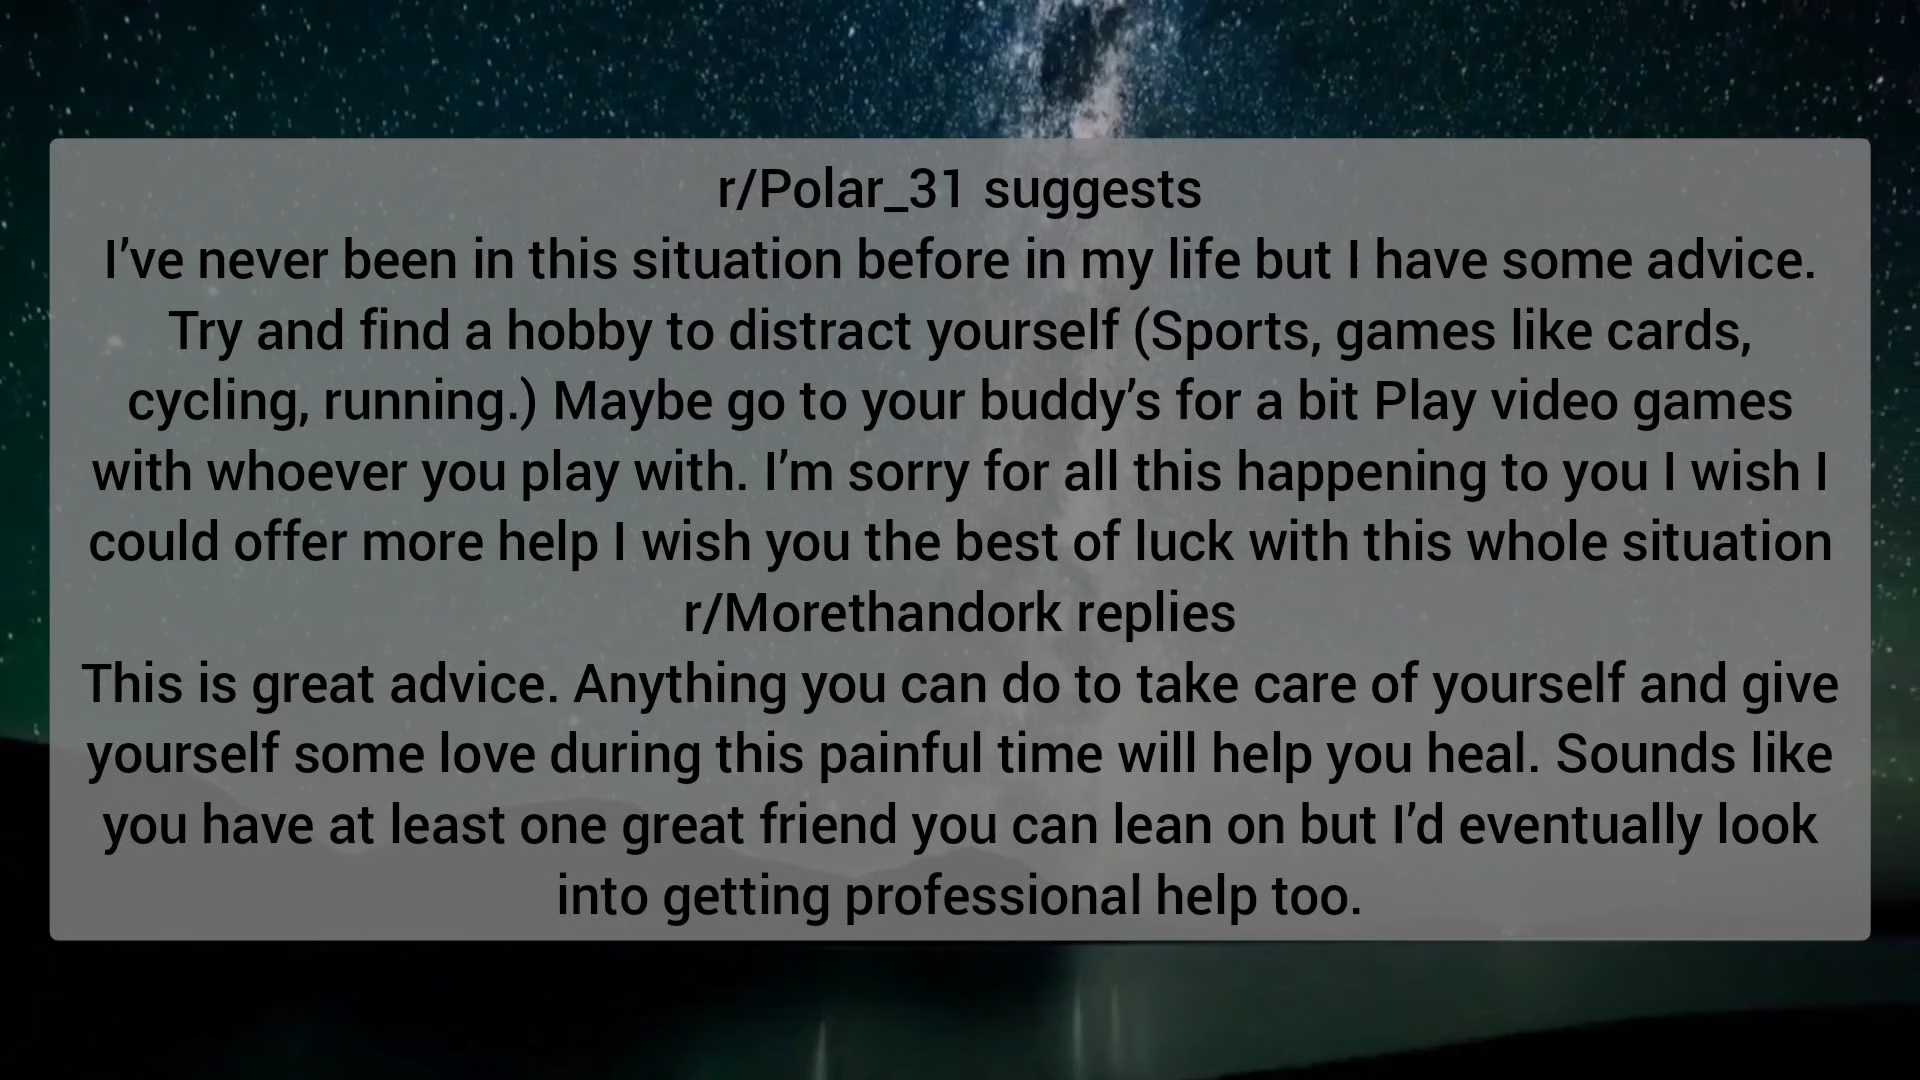 r/Polar_31 suggests
I’ve never been in this situation before in my life but I have some advice.
Try and find a hobby to distract yourself (Sports, games like cards,
cycling, running.) Maybe go to your buddy’s for a bit Play video games
with whoever you play with. I’m sorry for all this happening to you I wish I
could offer more help I wish you the best of luck with this whole situation
r/Morethandork replies
This is great advice. Anything you can do to take care of yourself and give
yourself some love during this painful time will help you heal. Sounds like
you have at least one great friend you can lean on but I’d eventually look
into getting professional help too.